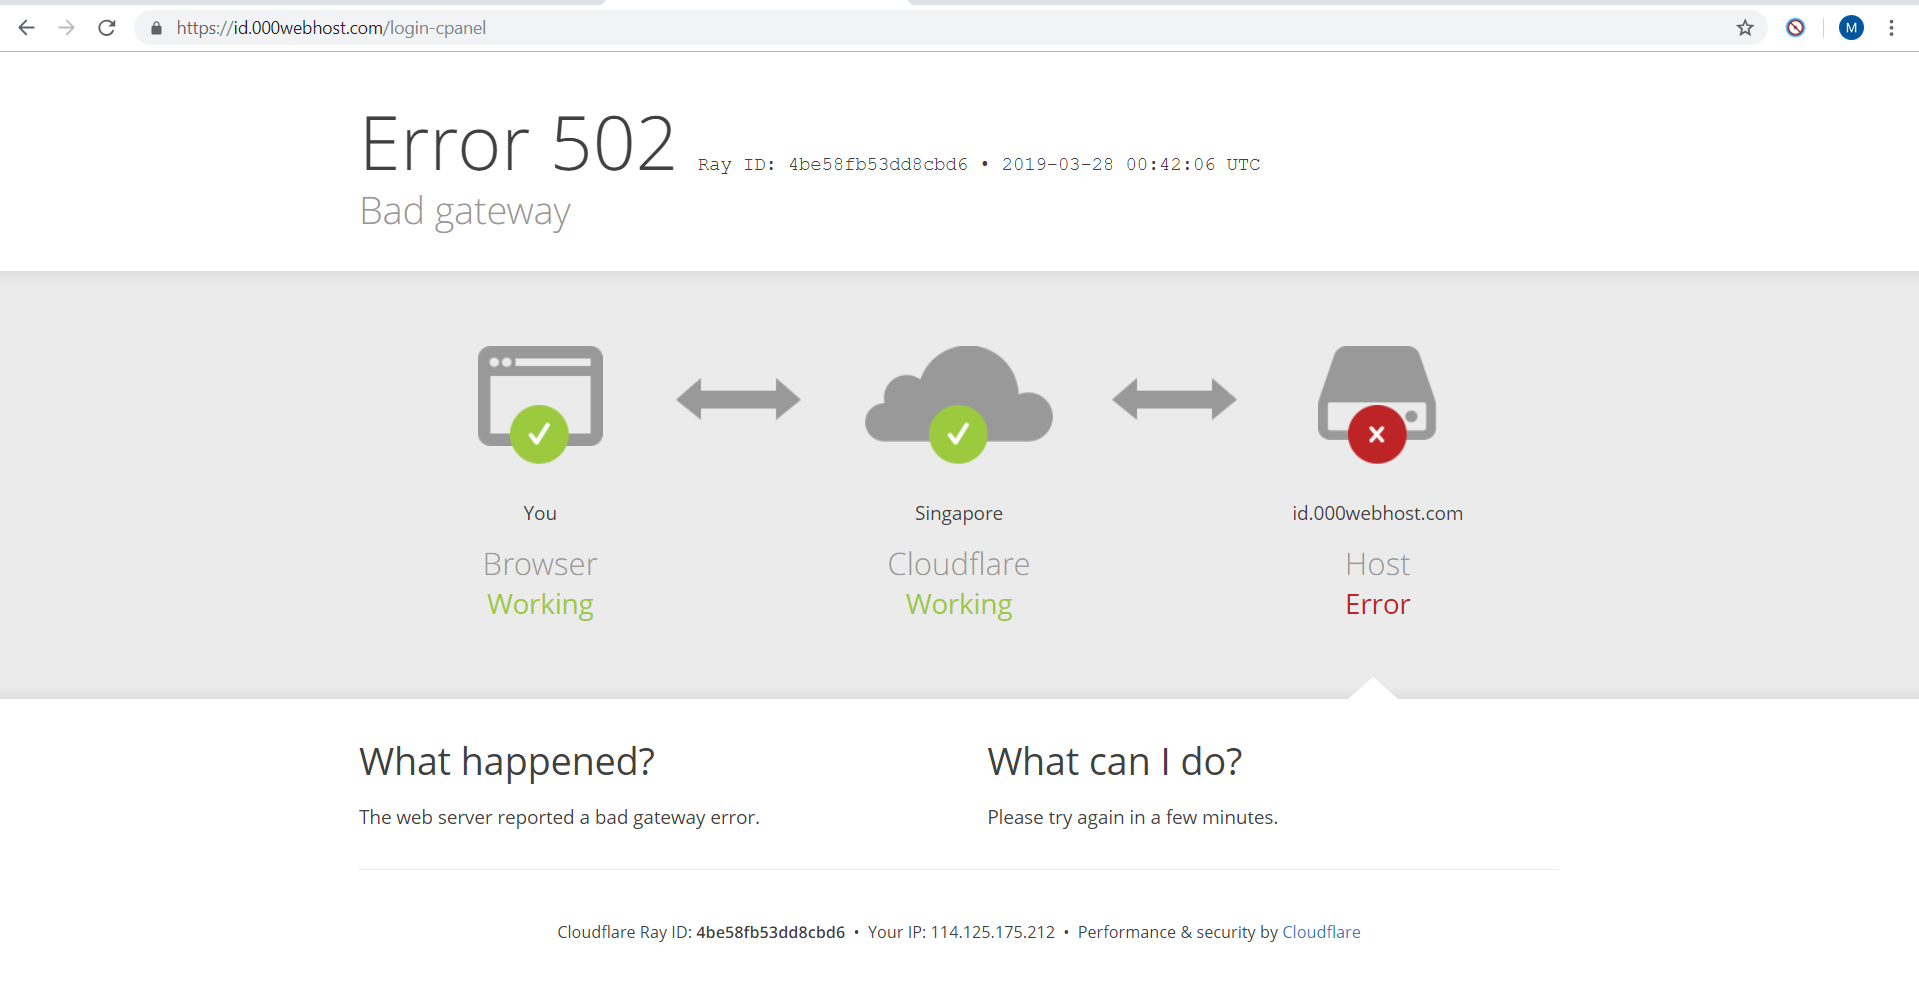 https://id.000webhost.com/login-cpanel
M
Error 502 Ray ID: 4be58fb53dd8cbd6 • 2019-03-28 00:42:06 UTC
Bad gateway
You
Browser
Working
Singapore
Cloudflare
Working
id.000webhost.com
Host
Error
What happened?
The web server reported a bad gateway error.
What can I do?
Please try again in a few minutes.
Cloudflare Ray ID: 4be58fb53dd8cbd6 • Your IP: 114.125.175.212 • Performance & security by Cloudflare